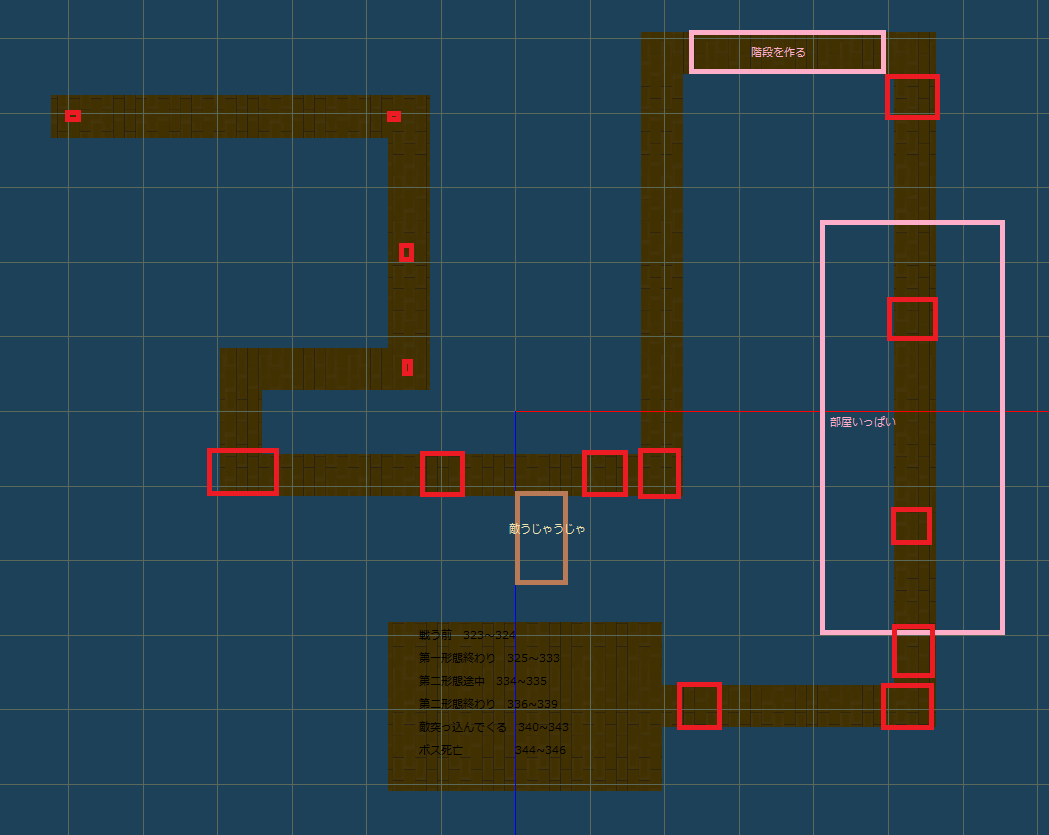 階段を作る
部屋いっぱい
敵うじゃうじゃ
戦う前　323～324
第一形態終わり　325～333
第二形態途中　334～335
第二形態終わり　336～339
敵突っ込んでくる　340~343
ボス死亡　　　　　344~346